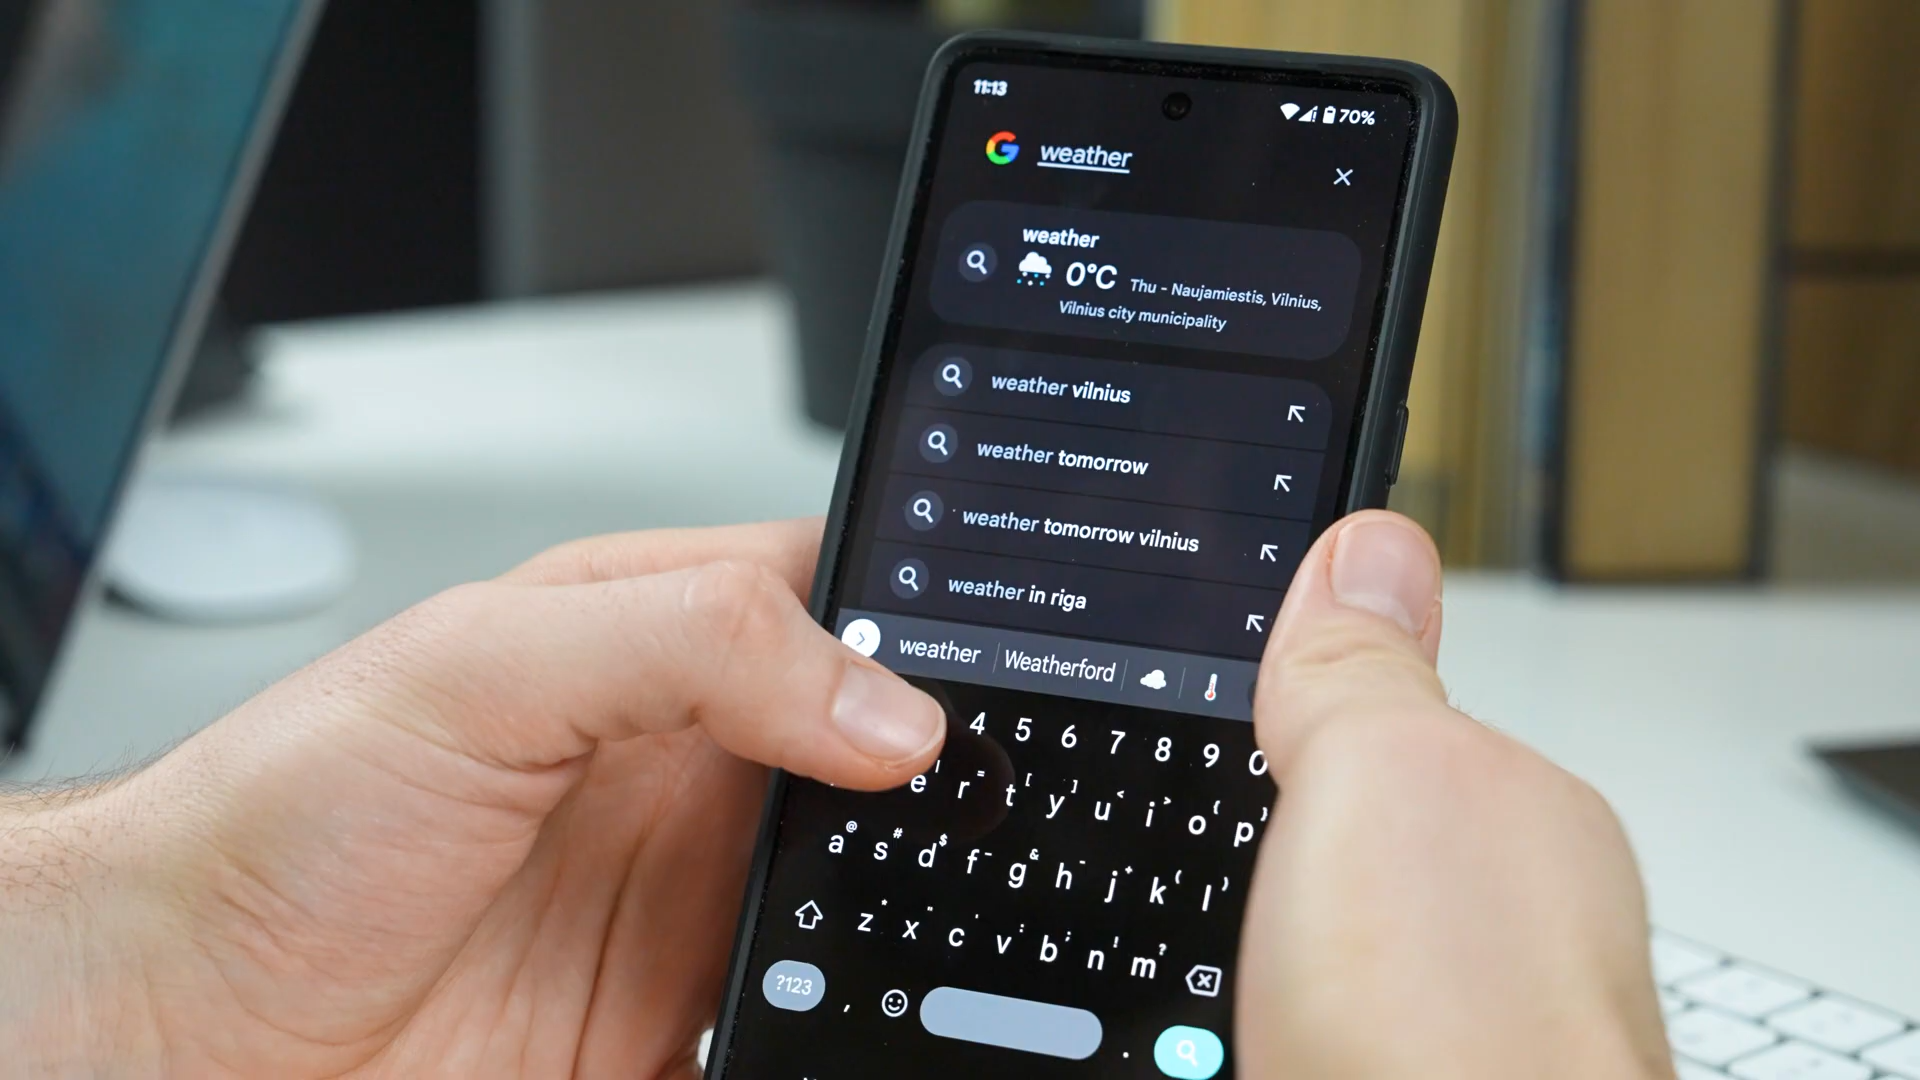 11:13
70%
G weather
weather
0°C Thu - Naujamiestis, Vilnius,
Vilnius city municipality
weather vilnius
weather tomorrow
weather tomorrow vilnius
weather in riga
weather Weatherford
4 5 6 7 8 9 0
e r t y u i o p
a s d f g h j k l
z x c v b n m
?123 , .